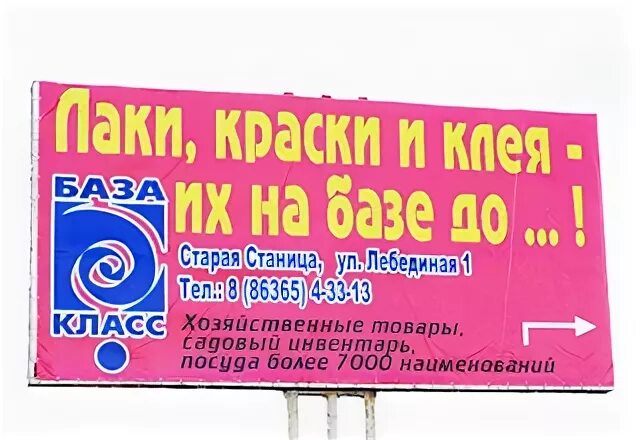 Лаки, краски и клея -
их на базе до ... !
БАЗА
КЛАСС
Старая Станица, ул. Лебединая 1
Тел.: 8 (86365) 4-33-13
Хозяйственные товары,
садовый инвентарь,
посуда более 7000 наименований